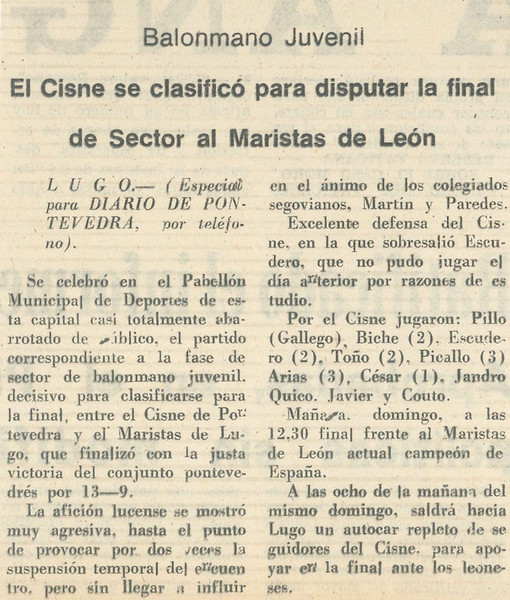 Balonmano Juvenil
El Cisne se clasificó para disputar la final
de Sector al Maristas de León
L U G O.— (Especial
para DIARIO DE PON-
TEVEDRA, por teléfo-
no).
Se celebró en el Pabellón
Municipal de Deportes de es-
ta capital casi totalmente aba-
rrotado de público, el partido
correspondiente a la fase de
sector de balonmano juvenil,
decisivo para clasificarse para
la final, entre el Cisne de Pon-
tevedra y el Maristas de Lu-
go, que finalizó con la justa
victoria del conjunto ponteve-
drés por 13—9.
La afición lucense se mostró
muy agresiva, hasta el punto
de provocar por dos veces la
suspensión temporal del encuen-
tro, pero sin llegar a influir
en el ánimo de los colegiados
segovianos, Martín y Paredes.
Excelente defensa del Cis-
ne, en la que sobresalió Escu-
dero, que no pudo jugar el
día anterior por razones de es
tudio.
Por el Cisne jugaron: Pillo
(Gallego), Biche (2), Escude-
ro (2), Toño (2), Picallo (3)
Arias (3), César (1), Jandro
Quico, Javier y Couto.
Mañana, domingo, a las
12,30 final frente al Maristas
de León actual campeón de
España.
A las ocho de la mañana del
mismo domingo, saldrá hacia
Lugo un autocar repleto de se
guidores del Cisne, para apo-
yar en la final ante los leone-
ses.